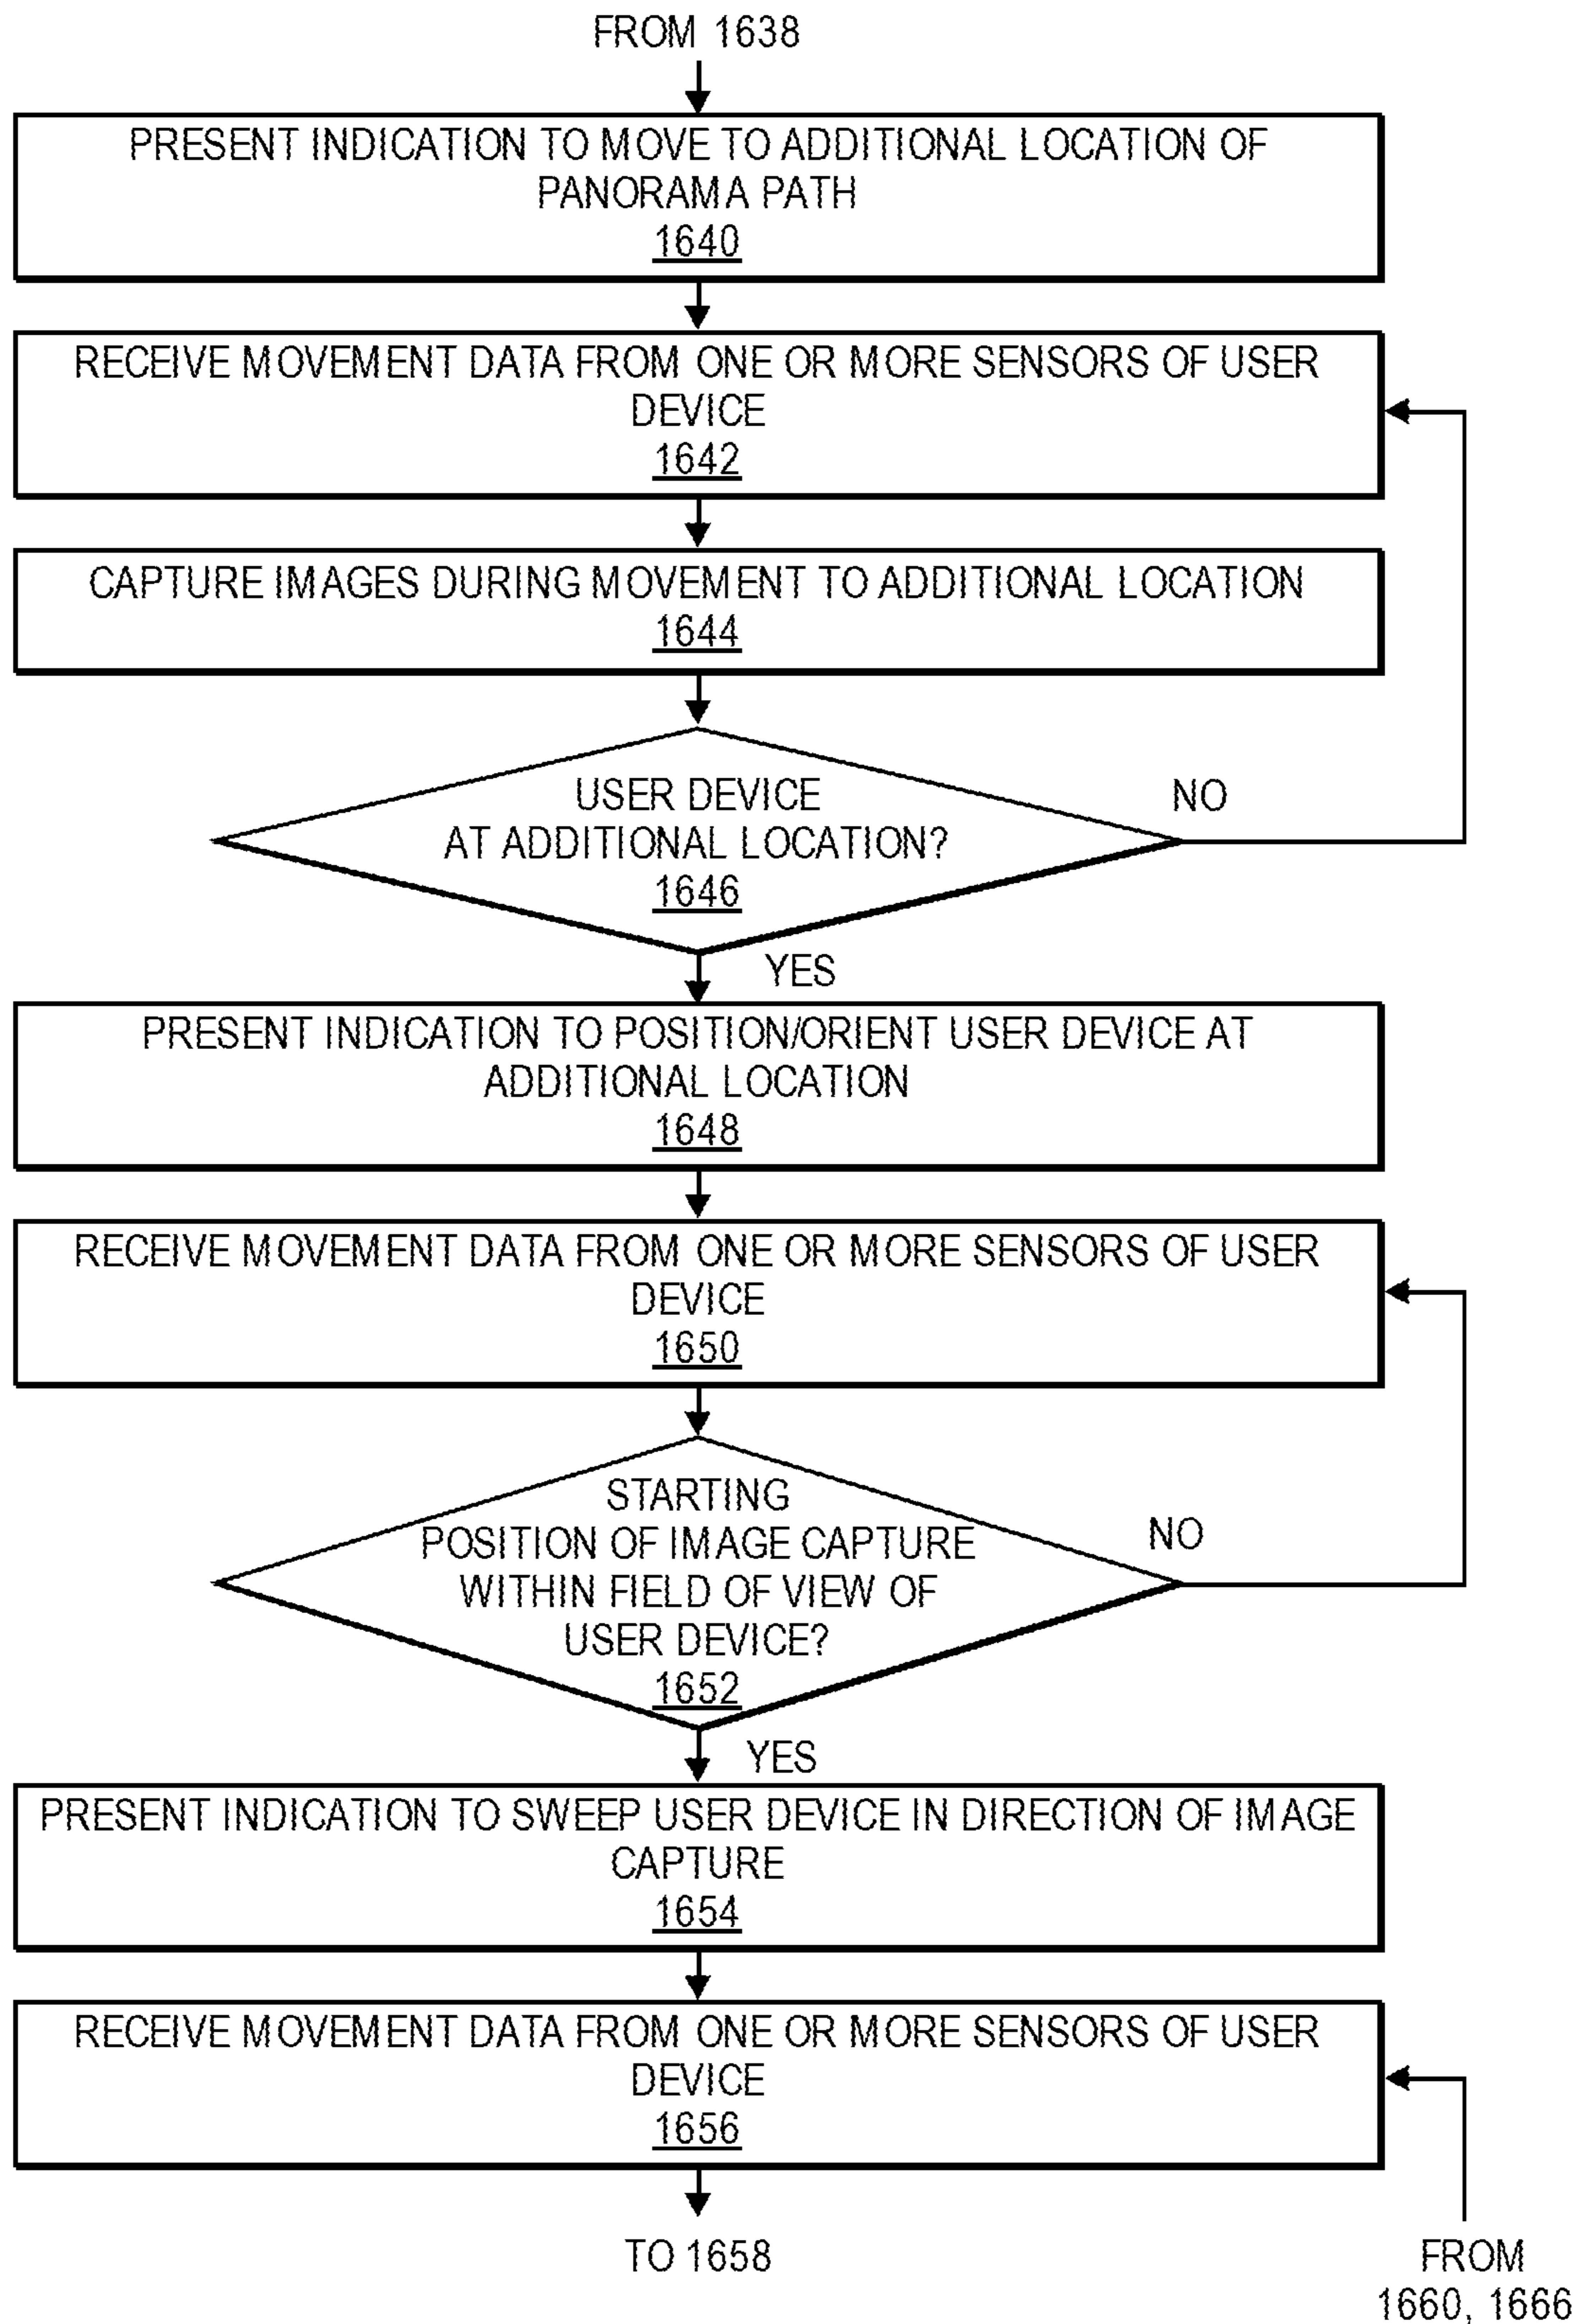 FROM 1638
PRESENT INDICATION TO MOVE TO ADDITIONAL LOCATION OF
PANORAMA PATH
1640
RECEIVE MOVEMENT DATA FROM ONE OR MORE SENSORS OF USER
DEVICE
1642
CAPTURE IMAGES DURING MOVEMENT TO ADDITIONAL LOCATION
1644
USER DEVICE
AT ADDITIONAL LOCATION?
1646
NO
YES
PRESENT INDICATION TO POSITION/ORIENT USER DEVICE AT
ADDITIONAL LOCATION
1648
RECEIVE MOVEMENT DATA FROM ONE OR MORE SENSORS OF USER
DEVICE
1650
STARTING
POSITION OF IMAGE CAPTURE
WITHIN FIELD OF VIEW OF
USER DEVICE?
1652
NO
YES
PRESENT INDICATION TO SWEEP USER DEVICE IN DIRECTION OF IMAGE
CAPTURE
1654
RECEIVE MOVEMENT DATA FROM ONE OR MORE SENSORS OF USER
DEVICE
1656
TO 1658
FROM
1660, 1666